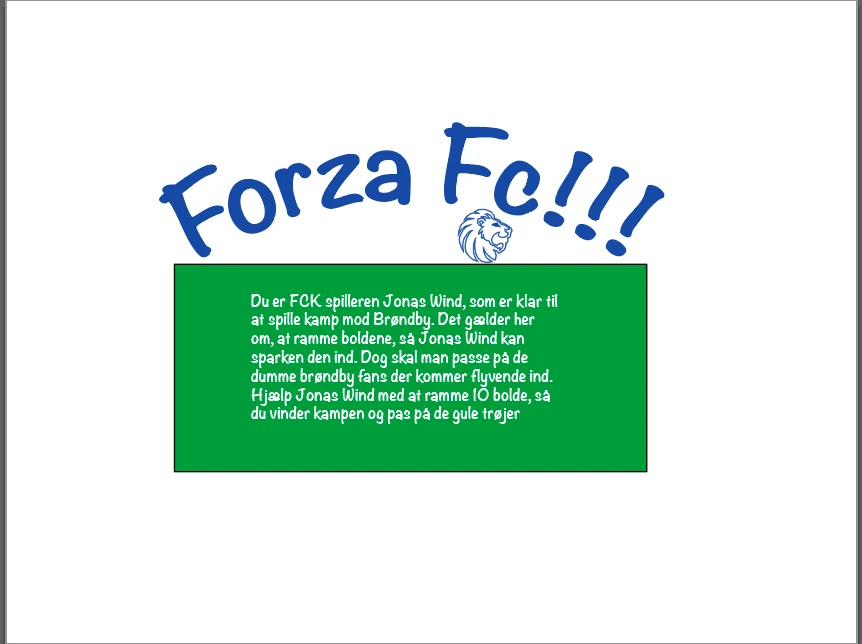 Forza Fc!!!
Du er FCK spilleren Jonas Wind, som er klar til
at spille kamp mod Brøndby. Det gælder her
om, at ramme boldene, så Jonas Wind kan
sparken den ind. Dog skal man passe på de
dumme brøndby fans der kommer flyvende ind.
Hjælp Jonas Wind med at ramme 10 bolde, så
du vinder kampen og pas på de gule trøjer